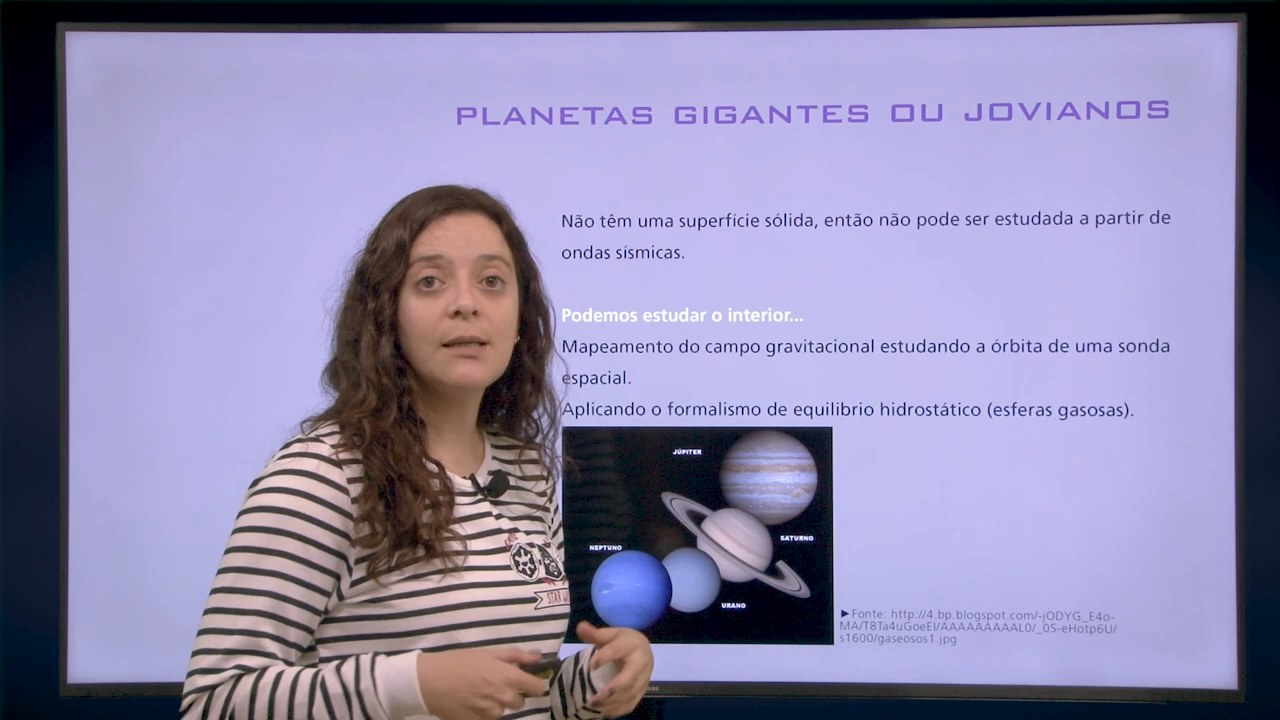 PLANETAS GIGANTES OU JOVIANOS
Não têm uma superfície sólida, então não pode ser estudada a partir de
ondas sísmicas.
Podemos estudar o interior...
Mapeamento do campo gravitacional estudando a órbita de uma sonda
espacial.
Aplicando o formalismo de equilibrio hidrostático (esferas gasosas).
JÚPITER
SATURNO
NEPTUNO
URANO
►Fonte: http://4.bp.blogspot.com/-jODYG_E4o-
MA/T8Ta4uGoeEI/AAAAAAAAAL0/_0S-eHotp6U/
s1600/gaseosos1.jpg
STAR